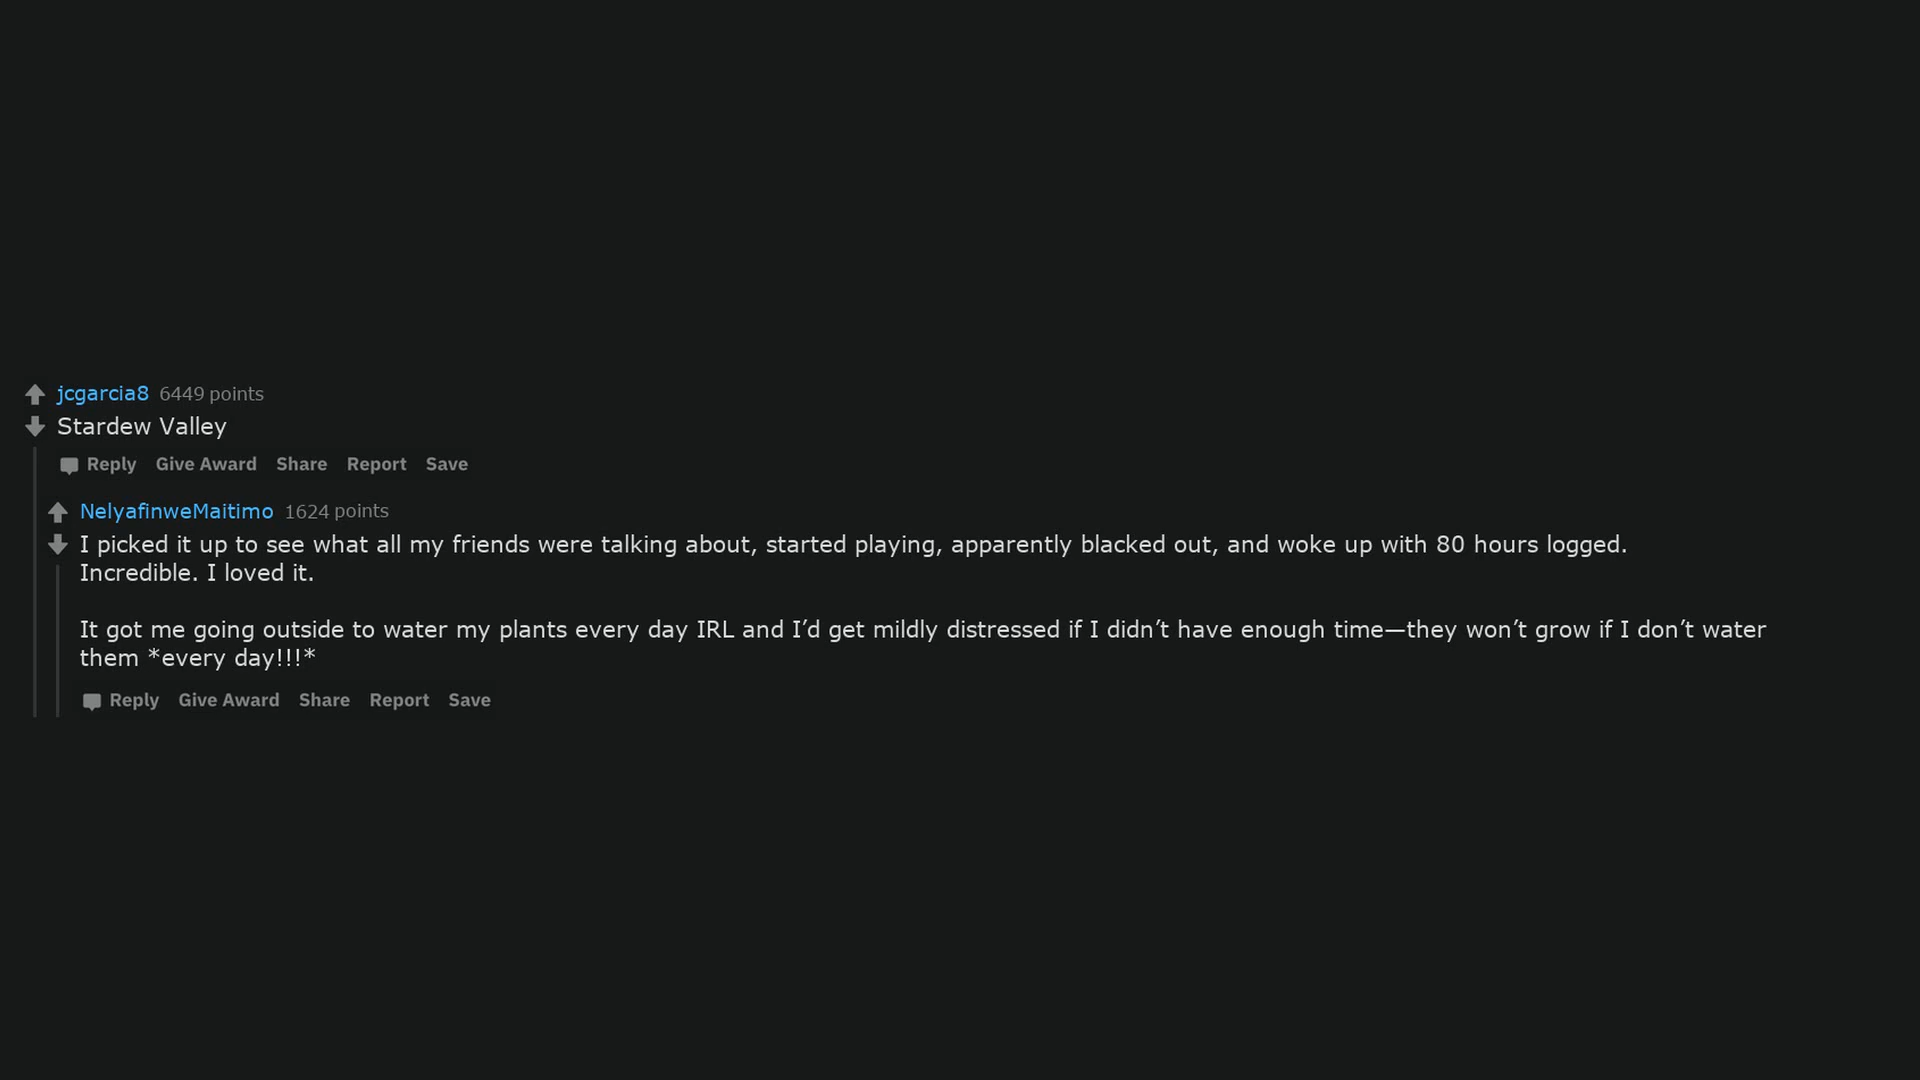 jcgarcia8 6449 points
Stardew Valley
Reply Give Award Share Report Save
NelyafinweMaitimo 1624 points
I picked it up to see what all my friends were talking about, started playing, apparently blacked out, and woke up with 80 hours logged.
Incredible. I loved it.
It got me going outside to water my plants every day IRL and I’d get mildly distressed if I didn’t have enough time—they won’t grow if I don’t water
them *every day!!!*
Reply Give Award Share Report Save